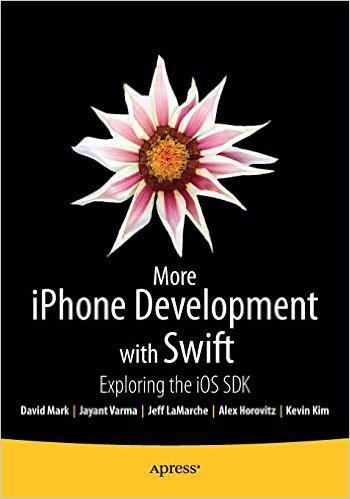 More
iPhone Development
with Swift
Exploring the iOS SDK
David Mark | Jayant Varma | Jeff LaMarche | Alex Horovitz | Kevin Kim
Apress®